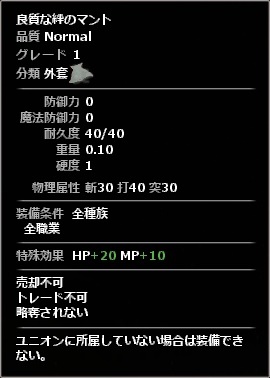 良質な絆のマント
品質 Normal
グレード 1
分類 外套
防御力 0
魔法防御力 0
耐久度 40/40
重量 0.10
硬度 1
物理属性 斬30 打40 突30
装備条件 全種族
全職業
特殊効果 HP+20 MP+10
売却不可
トレード不可
略奪されない
ユニオンに所属していない場合は装備でき
ない。